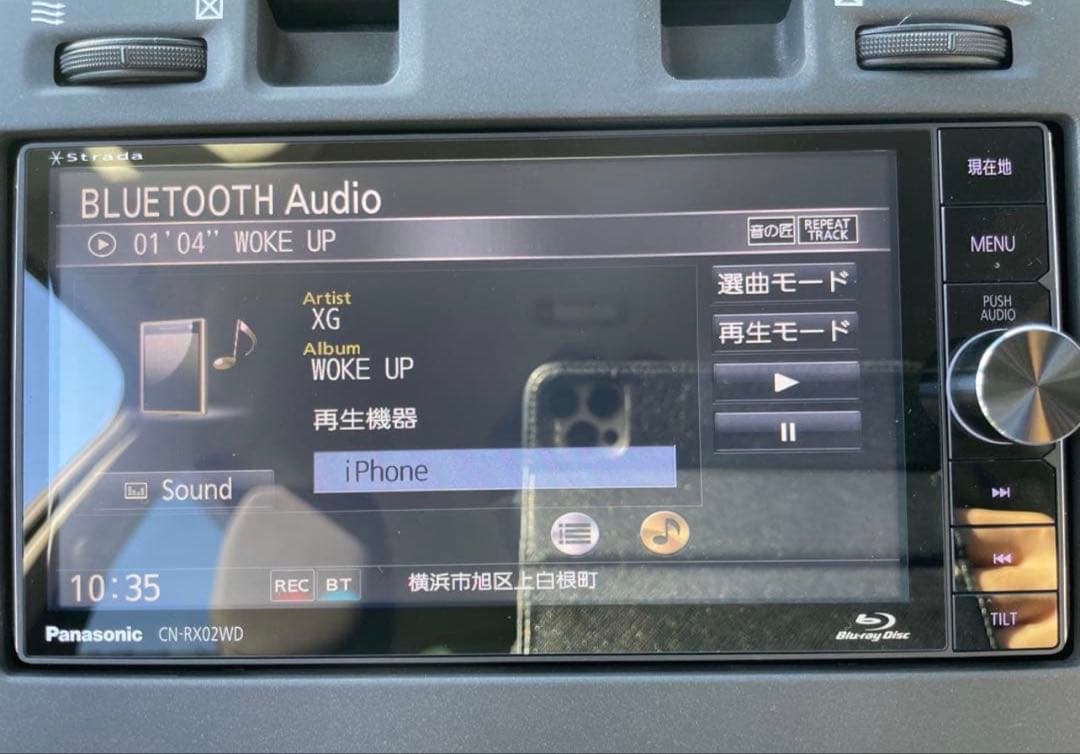 Strada
BLUETOOTH Audio
01'04" WOKE UP
音の匠 REPEAT TRACK
Artist
XG
Album
WOKE UP
再生機器
iPhone
Sound
選曲モード
再生モード
10:35
REC BT
横浜市旭区上白根町
Panasonic CN-RX02WD
Blu-ray Disc
現在地
MENU
PUSH
AUDIO
TILT